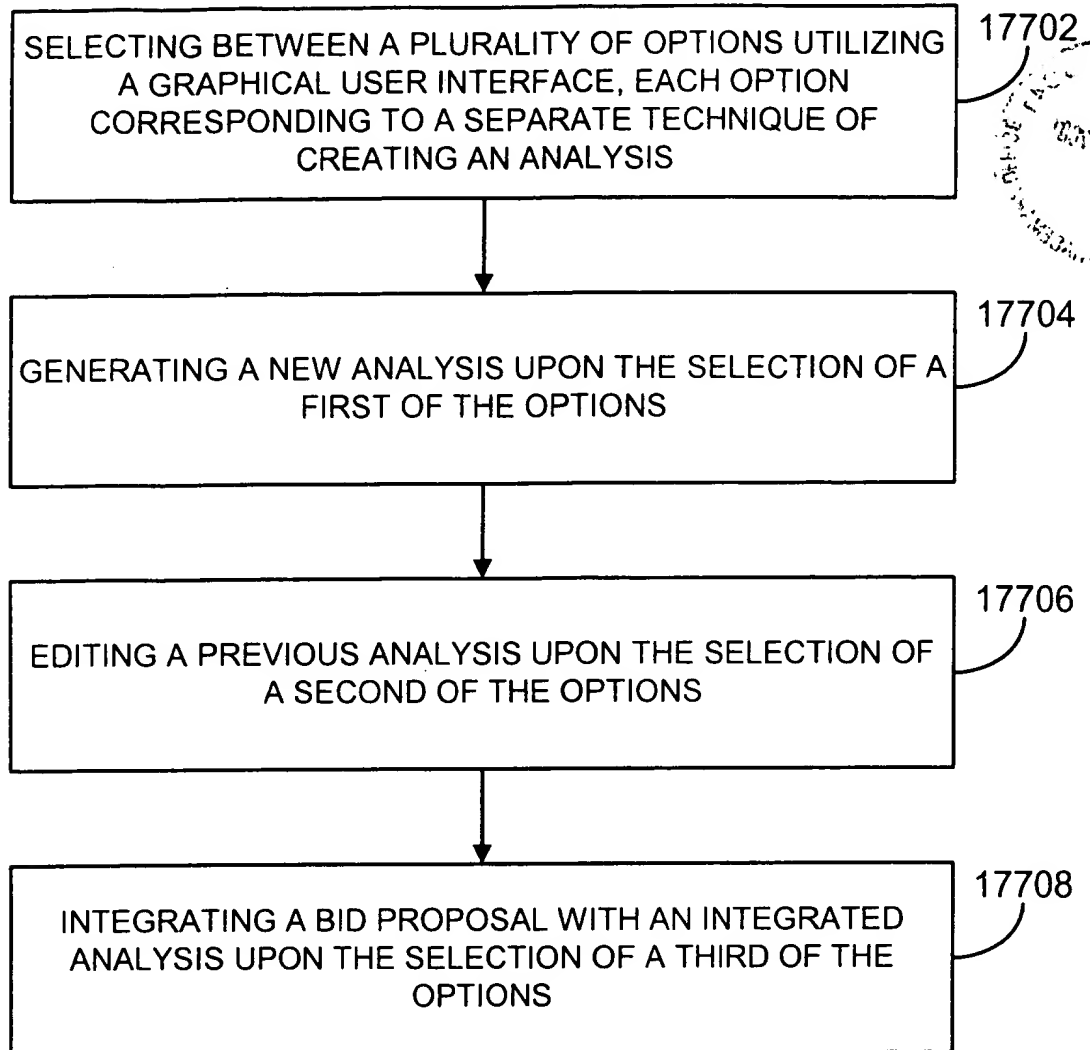 SELECTING BETWEEN A PLURALITY OF OPTIONS UTILIZING
A GRAPHICAL USER INTERFACE, EACH OPTION
CORRESPONDING TO A SEPARATE TECHNIQUE OF
CREATING AN ANALYSIS
17702
GENERATING A NEW ANALYSIS UPON THE SELECTION OF A
FIRST OF THE OPTIONS
17704
EDITING A PREVIOUS ANALYSIS UPON THE SELECTION OF
A SECOND OF THE OPTIONS
17706
INTEGRATING A BID PROPOSAL WITH AN INTEGRATED
ANALYSIS UPON THE SELECTION OF A THIRD OF THE
OPTIONS
17708